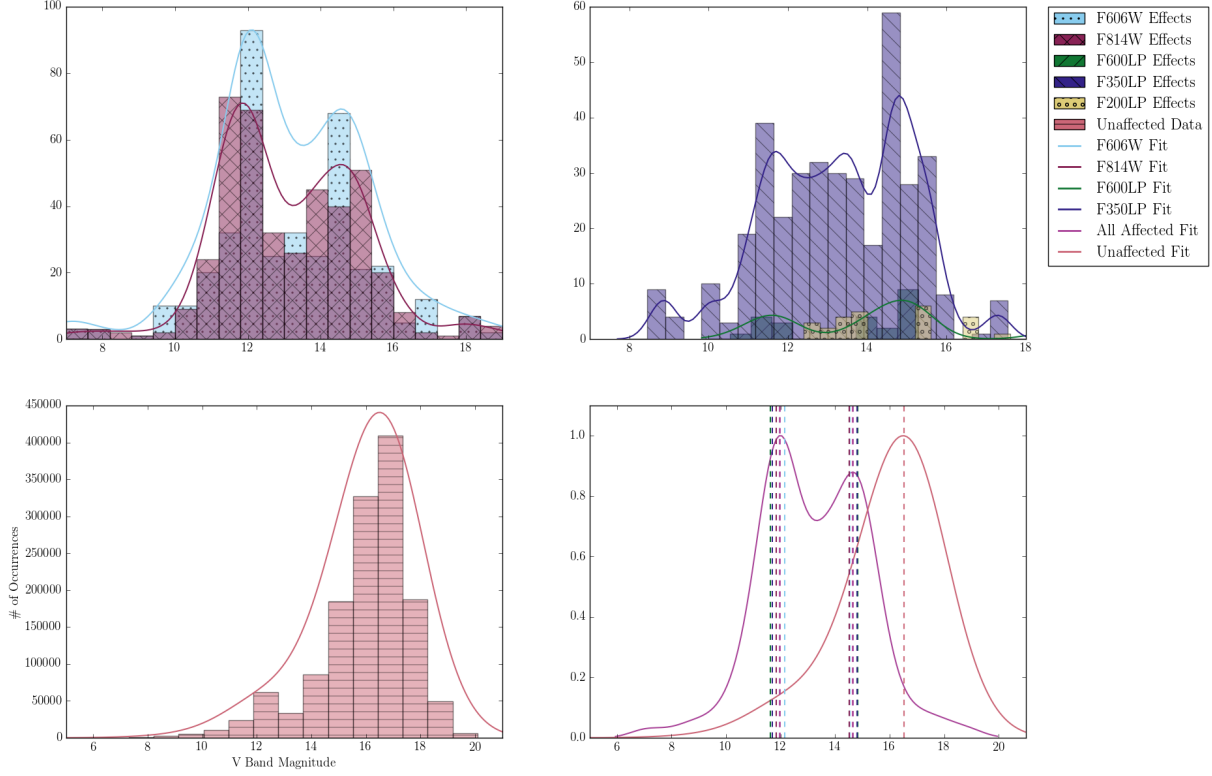 100
80
60
40
20
0
8 10 12 14 16
60
50
40
30
20
10
0
8 10 12 14 16 18
F606W Effects
F814W Effects
F600LP Effects
F350LP Effects
F200LP Effects
Unaffected Data
F606W Fit
F814W Fit
F600LP Fit
F350LP Fit
All Affected Fit
Unaffected Fit
# of Occurrences
450000
400000
350000
300000
250000
200000
150000
100000
50000
0
6 8 10 12 14 16 18 20
V Band Magnitude
1.0
0.8
0.6
0.4
0.2
0.0
6 8 10 12 14 16 18 20